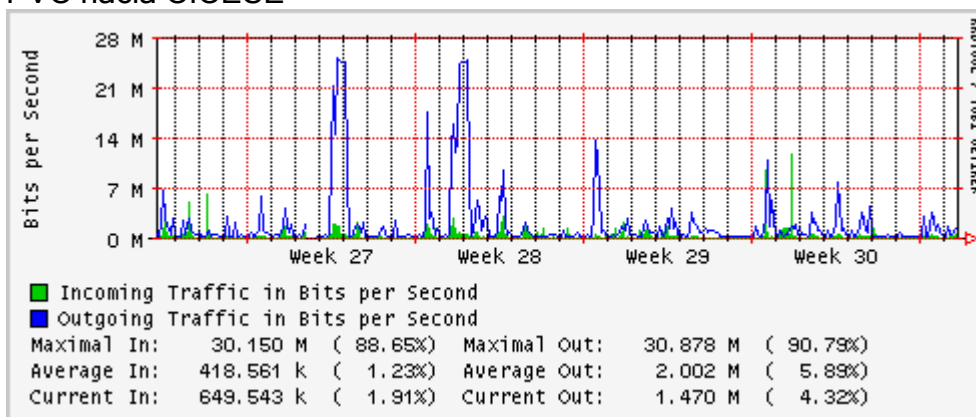 28 M
21 M
14 M
7 M
0 M
Bits per Second
Week 27 Week 28 Week 29 Week 30
Incoming Traffic in Bits per Second
Outgoing Traffic in Bits per Second
Maximal In: 30.150 M ( 88.65%) Maximal Out: 30.878 M ( 90.79%)
Average In: 418.561 k ( 1.23%) Average Out: 2.002 M ( 5.89%)
Current In: 649.543 k ( 1.91%) Current Out: 1.470 M ( 4.32%)